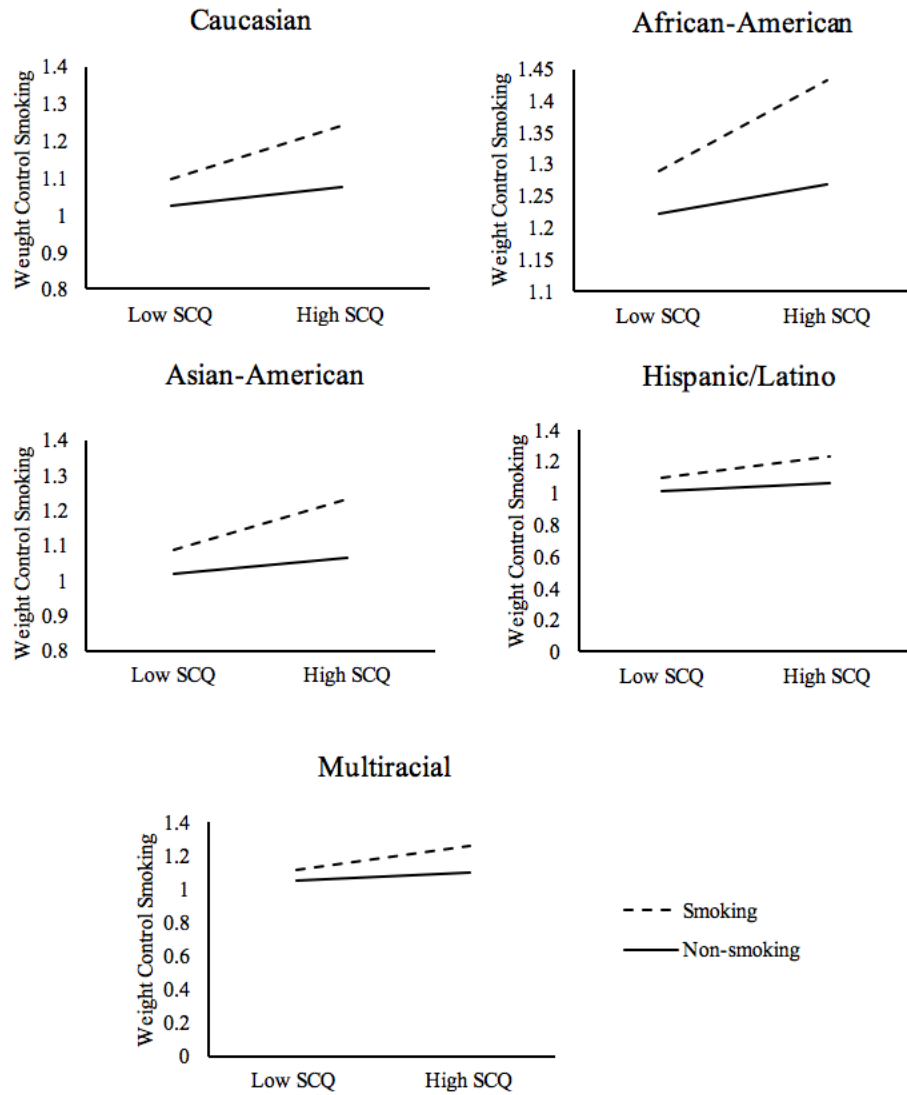 Caucasian
Weught Control Smoking
1.4
1.3
1.2
1.1
1
0.9
0.8
Low SCQ High SCQ
African-American
Weight Control Smoking
1.45
1.4
1.35
1.3
1.25
1.2
1.15
1.1
Low SCQ High SCQ
Asian-American
Weight Control Smoking
1.4
1.3
1.2
1.1
1
0.9
0.8
Low SCQ High SCQ
Hispanic/Latino
Weight Control Smoking
1.4
1.2
1
0.8
0.6
0.4
0.2
0
Low SCQ High SCQ
Multiracial
Weight Control Smoking
1.4
1.2
1
0.8
0.6
0.4
0.2
0
Low SCQ High SCQ
Smoking
Non-smoking